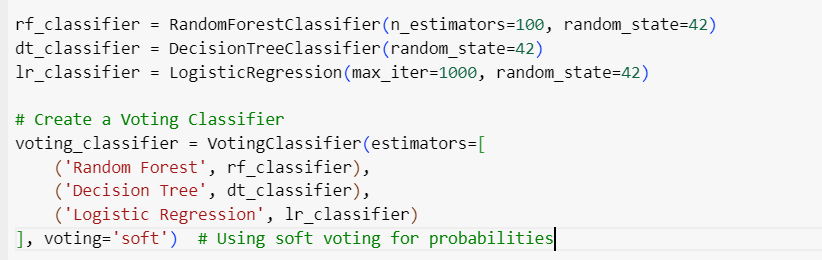 rf_classifier = RandomForestClassifier(n_estimators=100, random_state=42)
dt_classifier = DecisionTreeClassifier(random_state=42)
lr_classifier = LogisticRegression(max_iter=1000, random_state=42)

# Create a Voting Classifier
voting_classifier = VotingClassifier(estimators=[
    ('Random Forest', rf_classifier),
    ('Decision Tree', dt_classifier),
    ('Logistic Regression', lr_classifier)
], voting='soft')  # Using soft voting for probabilities